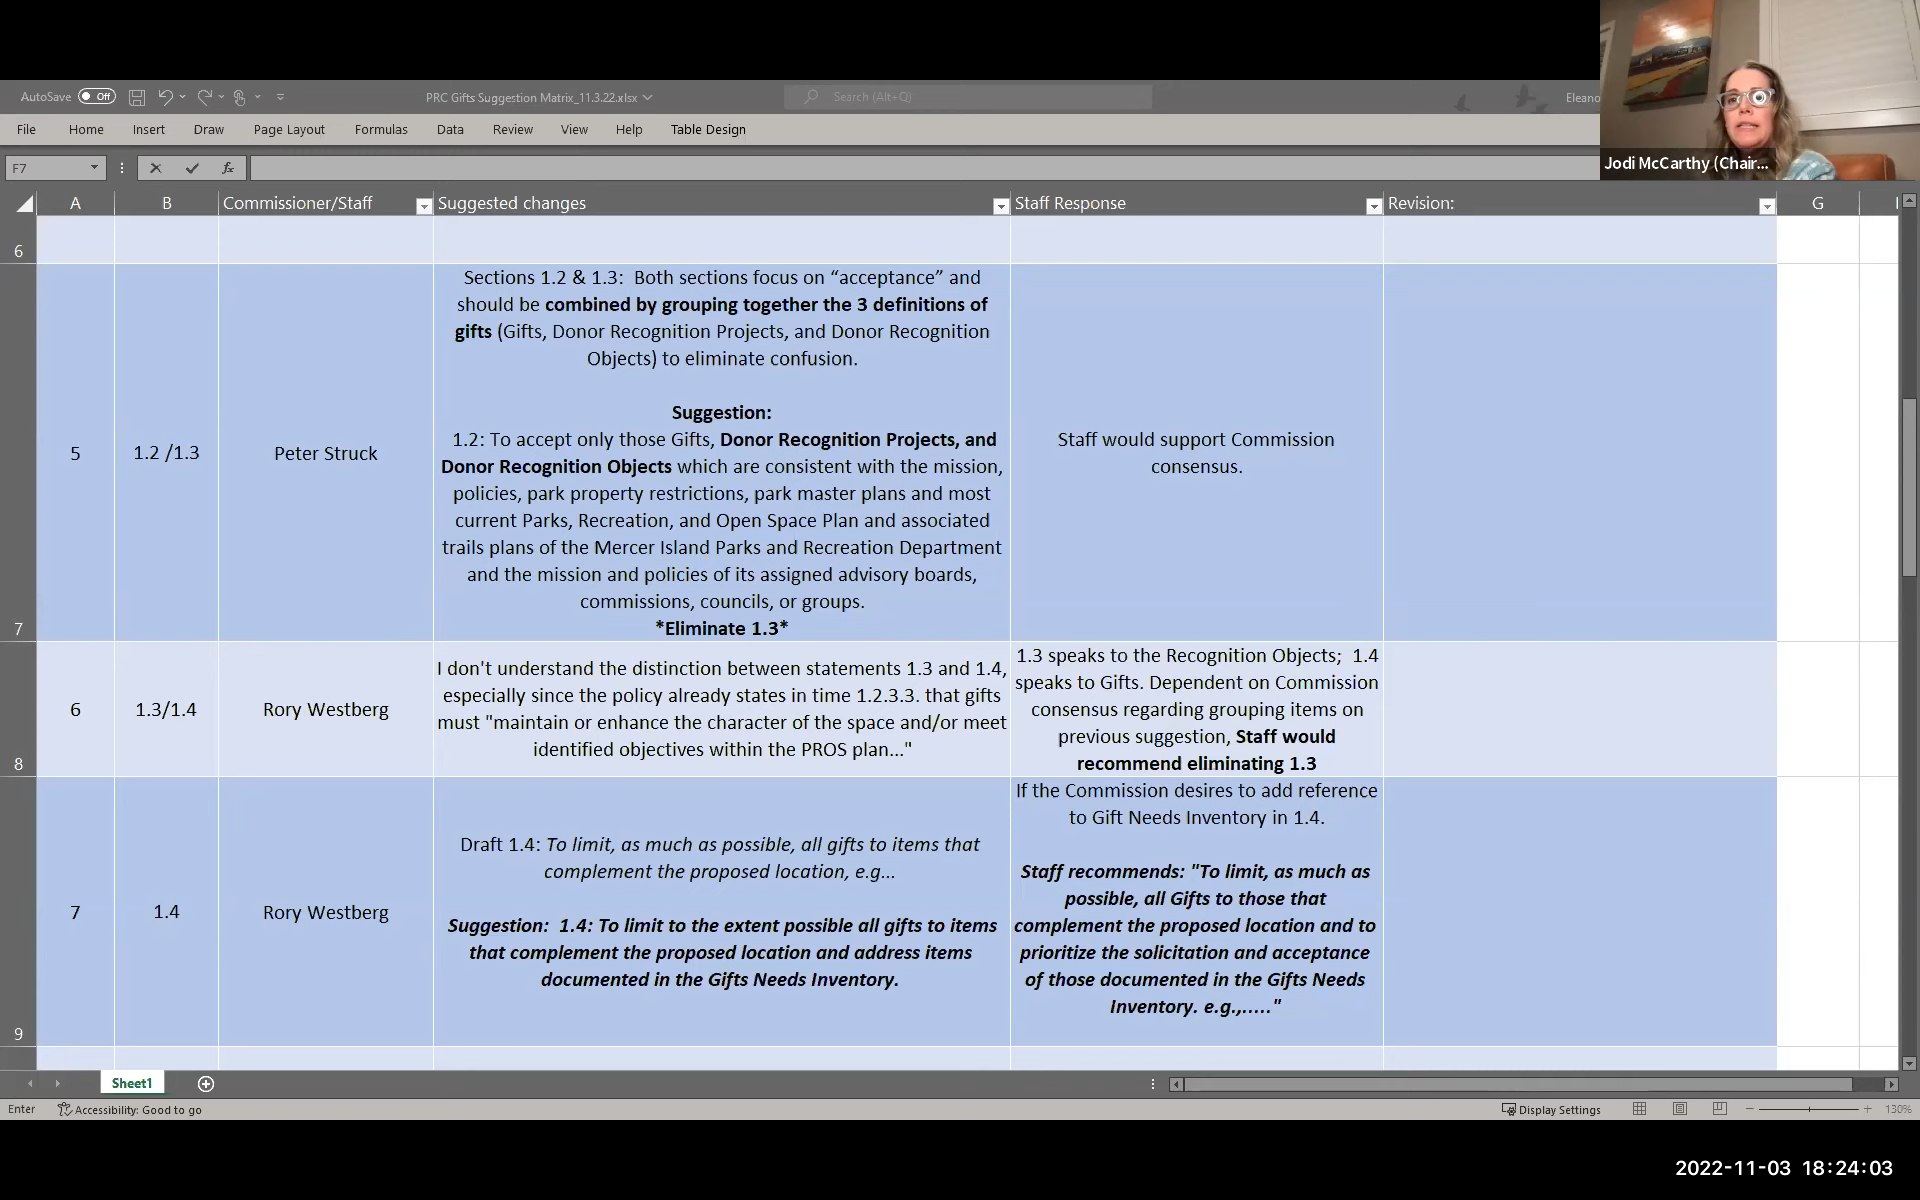 AutoSave Off
PRC Gifts Suggestion Matrix_11.3.22.xlsx
Search (Alt+Q)
Eleano
File Home Insert Draw Page Layout Formulas Data Review View Help Table Design
Jodi McCarthy (Chair...
F7
fx
A B Commissioner/Staff Suggested changes Staff Response Revision: G
6
Sections 1.2 & 1.3: Both sections focus on “acceptance” and
should be combined by grouping together the 3 definitions of
gifts (Gifts, Donor Recognition Projects, and Donor Recognition
Objects) to eliminate confusion.
Suggestion:
1.2: To accept only those Gifts, Donor Recognition Projects, and
Donor Recognition Objects which are consistent with the mission,
policies, park property restrictions, park master plans and most
current Parks, Recreation, and Open Space Plan and associated
trails plans of the Mercer Island Parks and Recreation Department
and the mission and policies of its assigned advisory boards,
commissions, councils, or groups.
*Eliminate 1.3*
5
1.2 /1.3
Peter Struck
Staff would support Commission
consensus.
7
6
1.3/1.4
Rory Westberg
I don't understand the distinction between statements 1.3 and 1.4,
especially since the policy already states in time 1.2.3.3. that gifts
must "maintain or enhance the character of the space and/or meet
identified objectives within the PROS plan..."
1.3 speaks to the Recognition Objects; 1.4
speaks to Gifts. Dependent on Commission
consensus regarding grouping items on
previous suggestion, Staff would
recommend eliminating 1.3
8
7
1.4
Rory Westberg
Draft 1.4: To limit, as much as possible, all gifts to items that
complement the proposed location, e.g...
Suggestion: 1.4: To limit to the extent possible all gifts to items
that complement the proposed location and address items
documented in the Gifts Needs Inventory.
If the Commission desires to add reference
to Gift Needs Inventory in 1.4.
Staff recommends: "To limit, as much as
possible, all Gifts to those that
complement the proposed location and to
prioritize the solicitation and acceptance
of those documented in the Gifts Needs
Inventory. e.g.,....."
9
Sheet1
Enter
Accessibility: Good to go
Display Settings
130%
2022-11-03 18:24:03